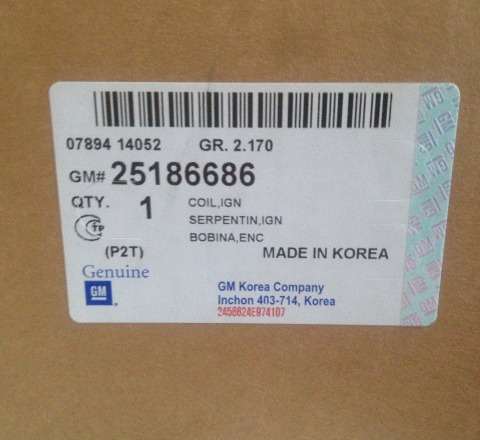 07894 14052 GR. 2.170
GM# 25186686
QTY. 1 COIL,IGN
SERPENTIN,IGN
BOBINA,ENC
(P2T) MADE IN KOREA
Genuine
GM
GM Korea Company
Inchon 403-714, Korea
2456624E974107